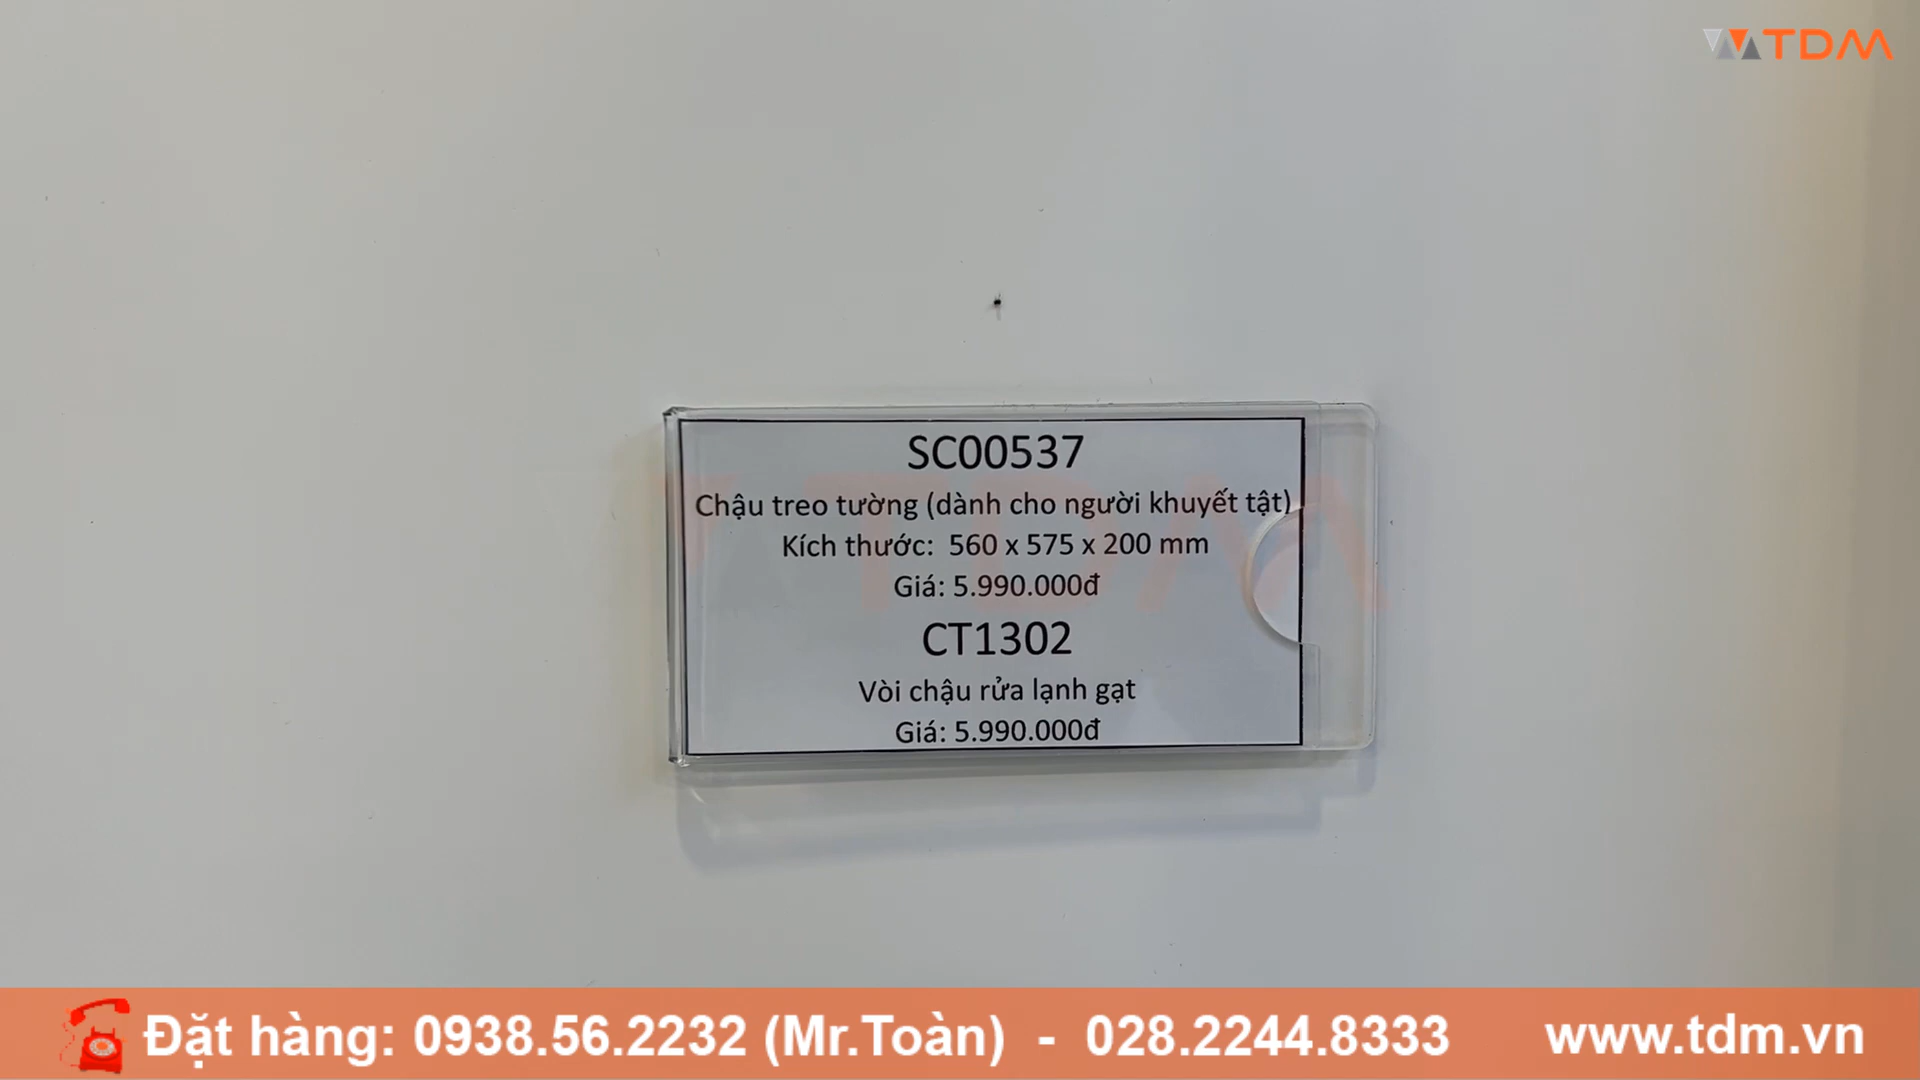 TDM
SC00537
Chậu treo tường (dành cho người khuyết tật)
Kích thước: 560 x 575 x 200 mm
Giá: 5.990.000đ
CT1302
Vòi chậu rửa lạnh gạt
Giá: 5.990.000đ
TDM
Đặt hàng: 0938.56.2232 (Mr.Toàn) - 028.2244.8333 www.tdm.vn